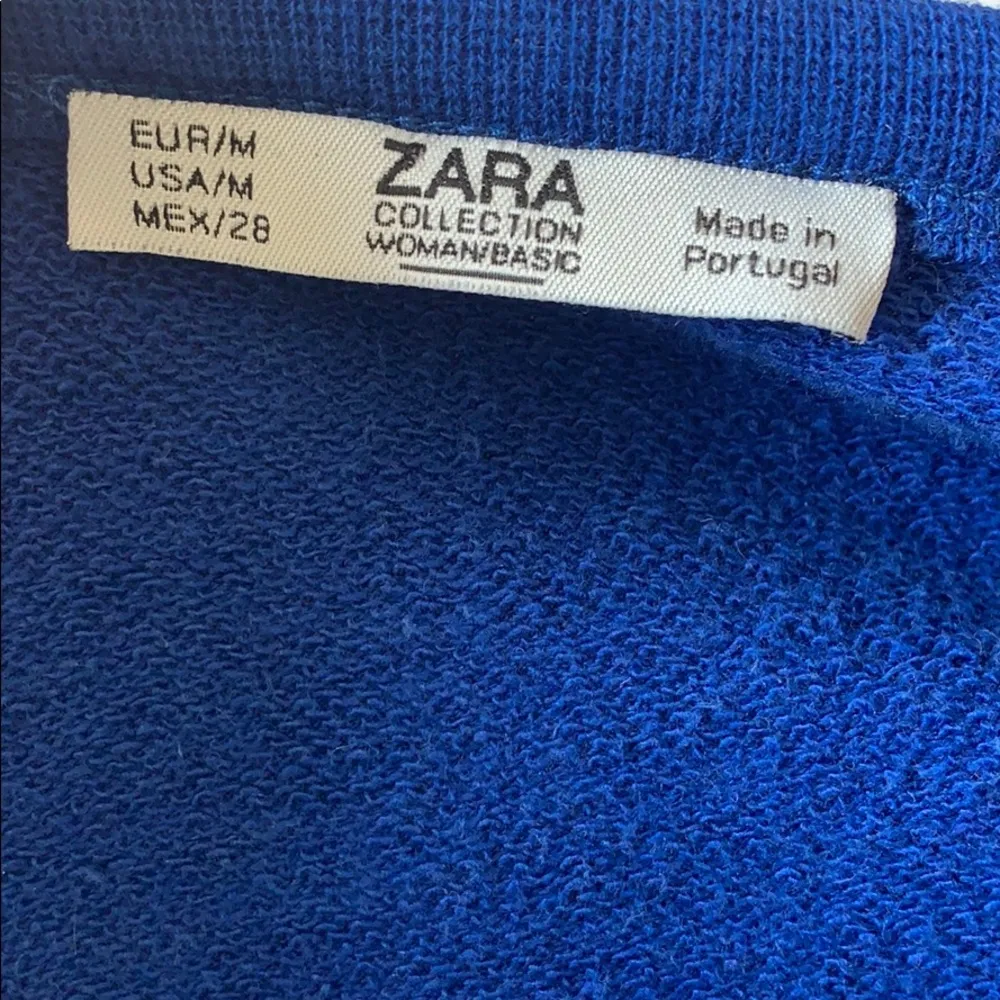 EUR/M
USA/M
MEX/28
ZARA
COLLECTION
WOMAN/BASIC
Made in
Portugal